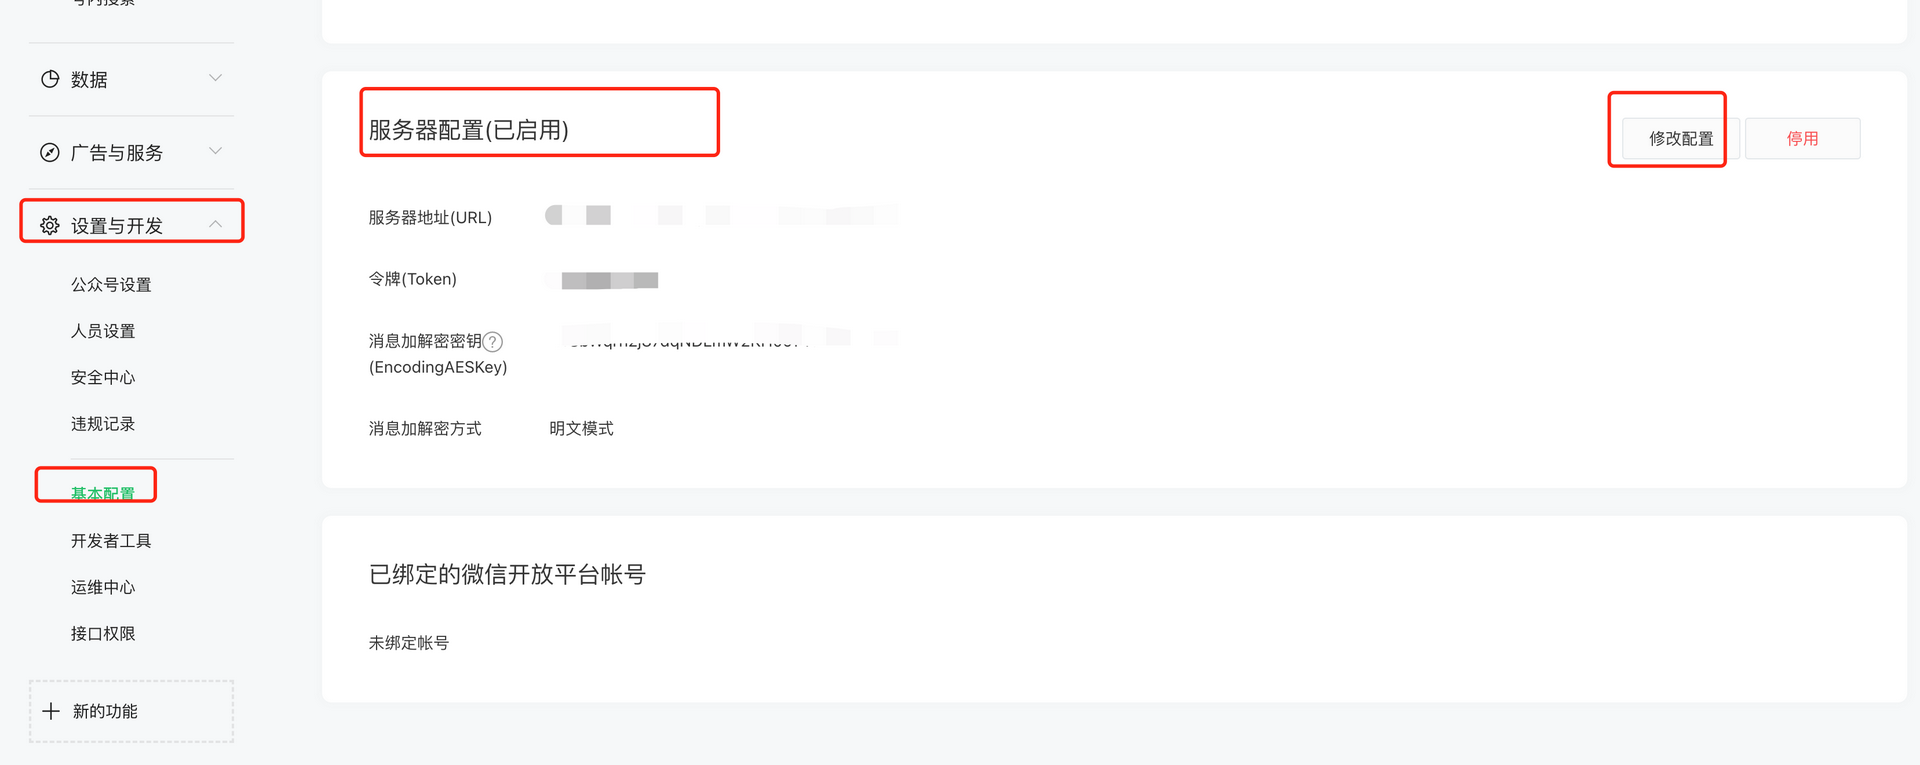 数据
广告与服务
设置与开发
公众号设置
人员设置
安全中心
违规记录
基本配置
开发者工具
运维中心
接口权限
新的功能
服务器配置(已启用)
修改配置
停用
服务器地址(URL)
令牌(Token)
消息加解密密钥?
(EncodingAESKey)
消息加解密方式 明文模式
已绑定的微信开放平台帐号
未绑定帐号